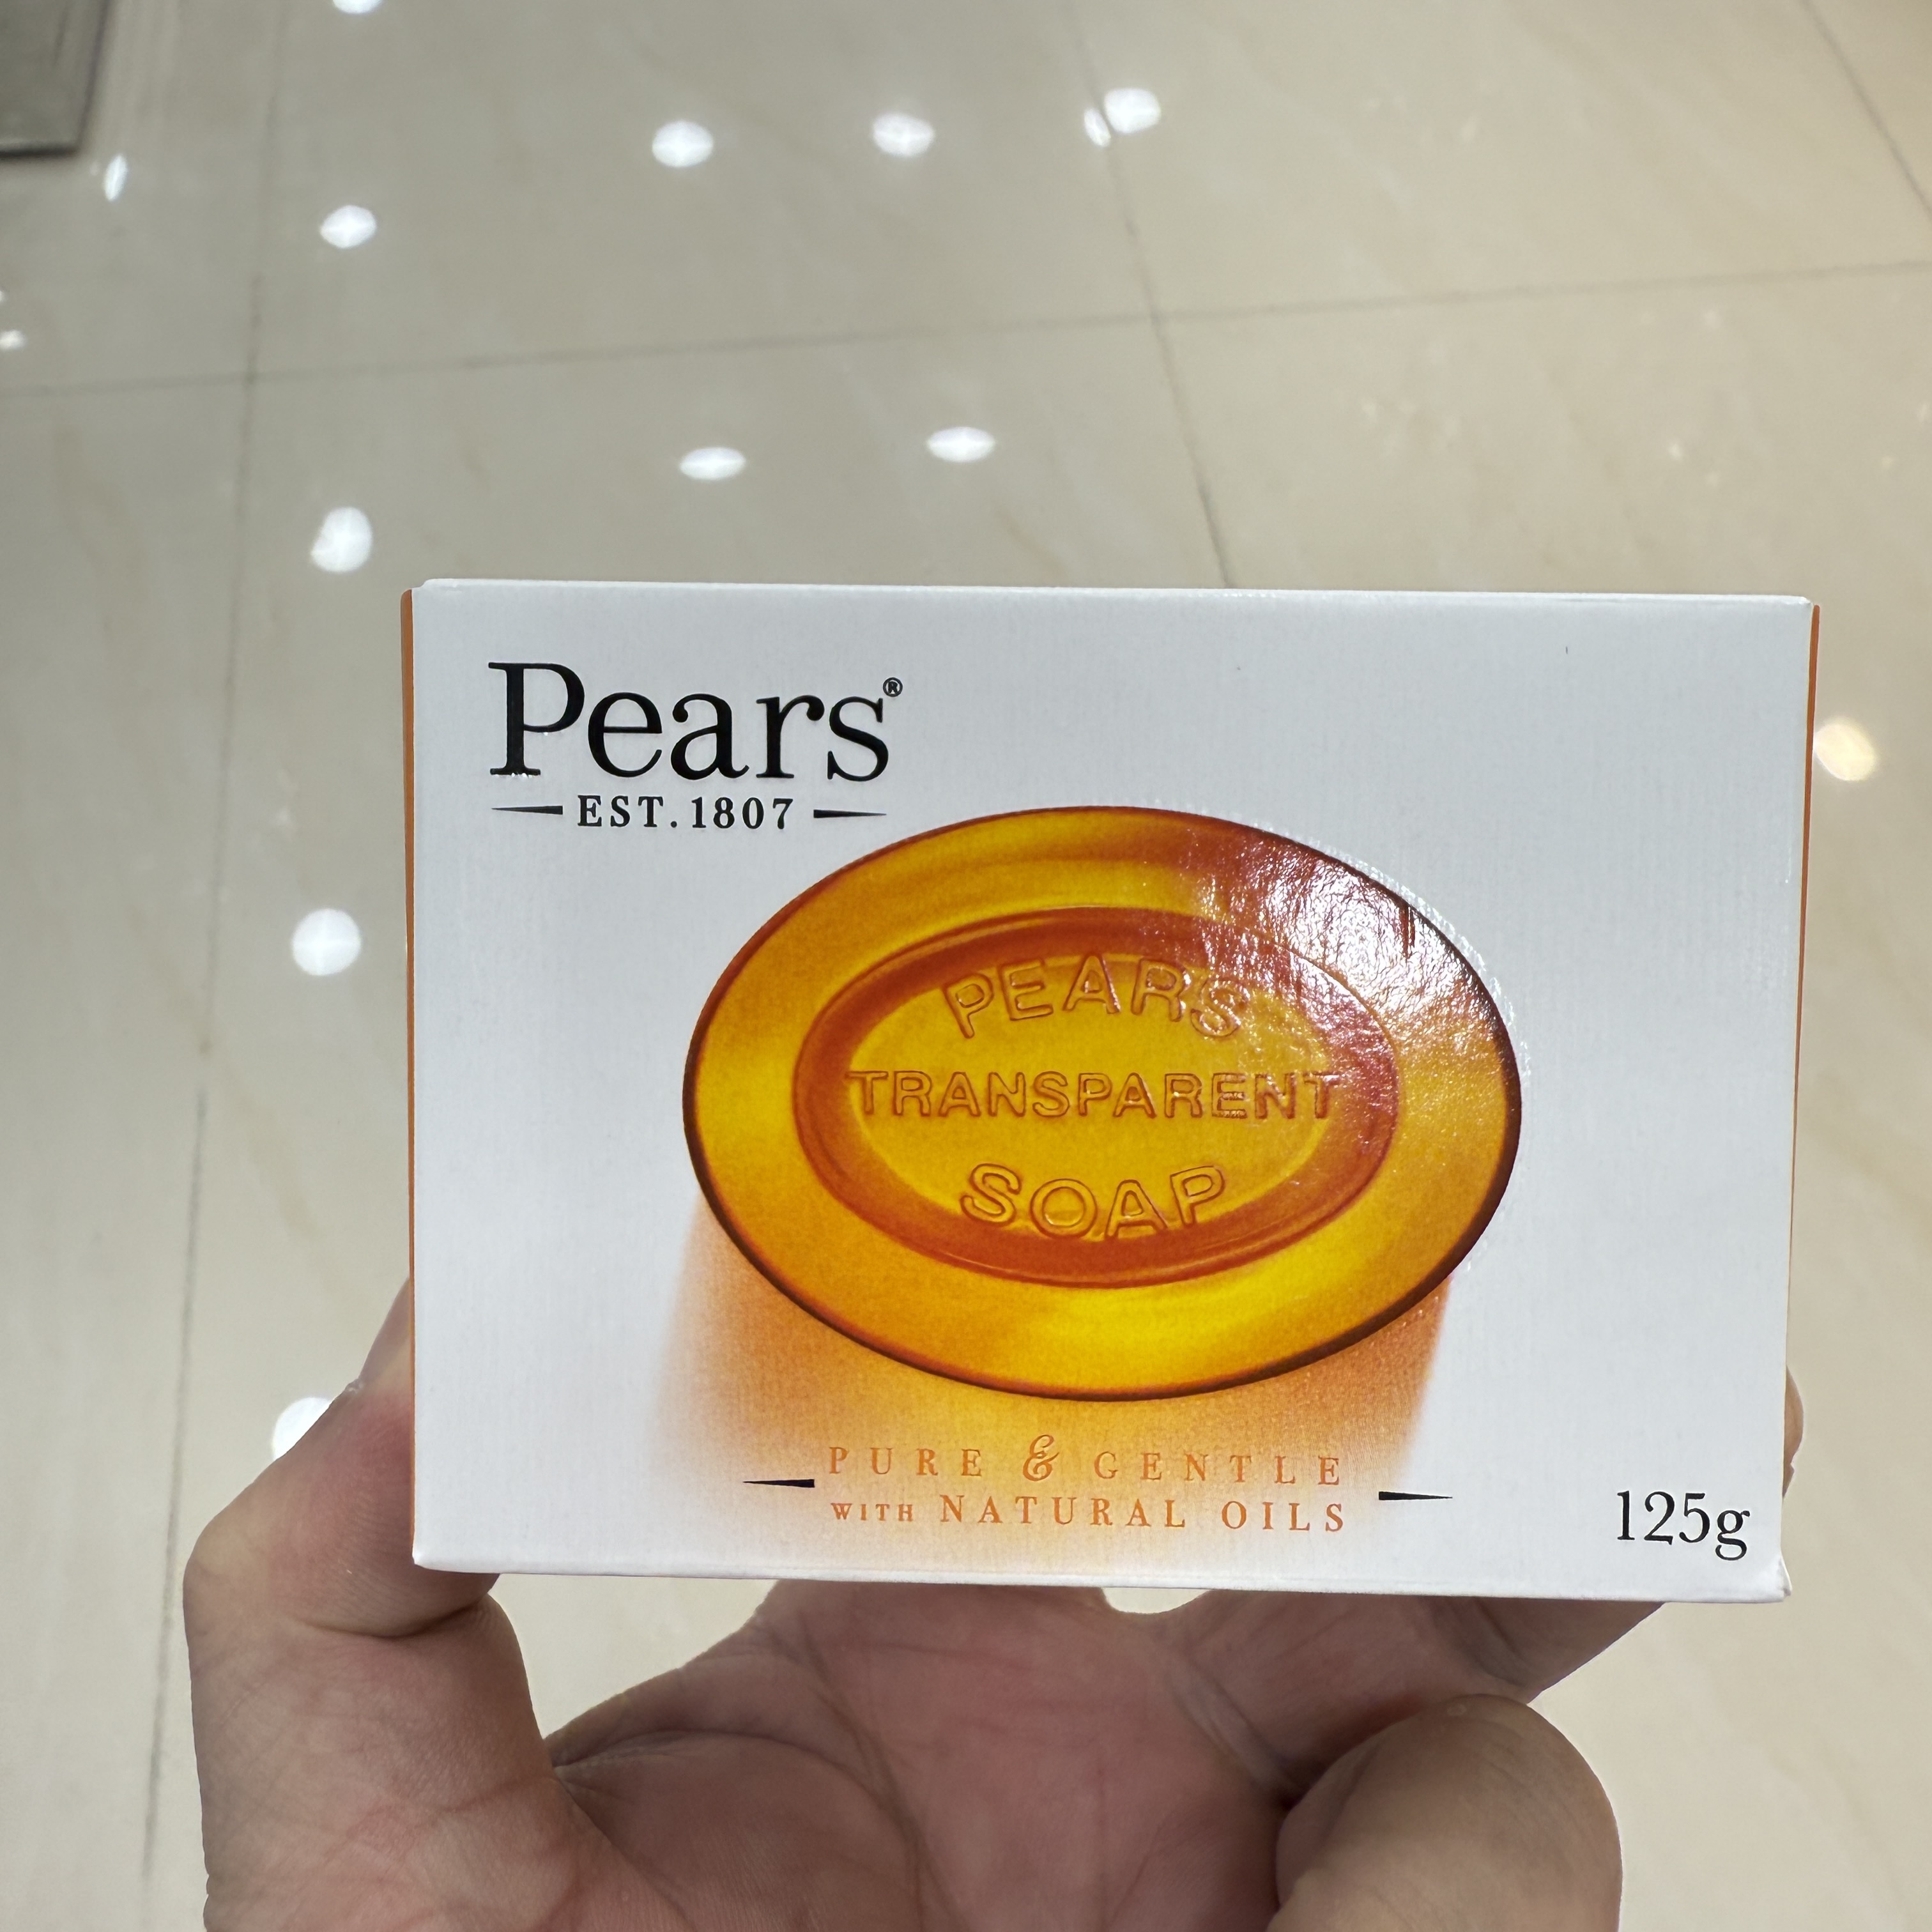 Pears®
EST.1807
PEARS
TRANSPARENT
SOAP
PURE & GENTLE
WITH NATURAL OILS
125g